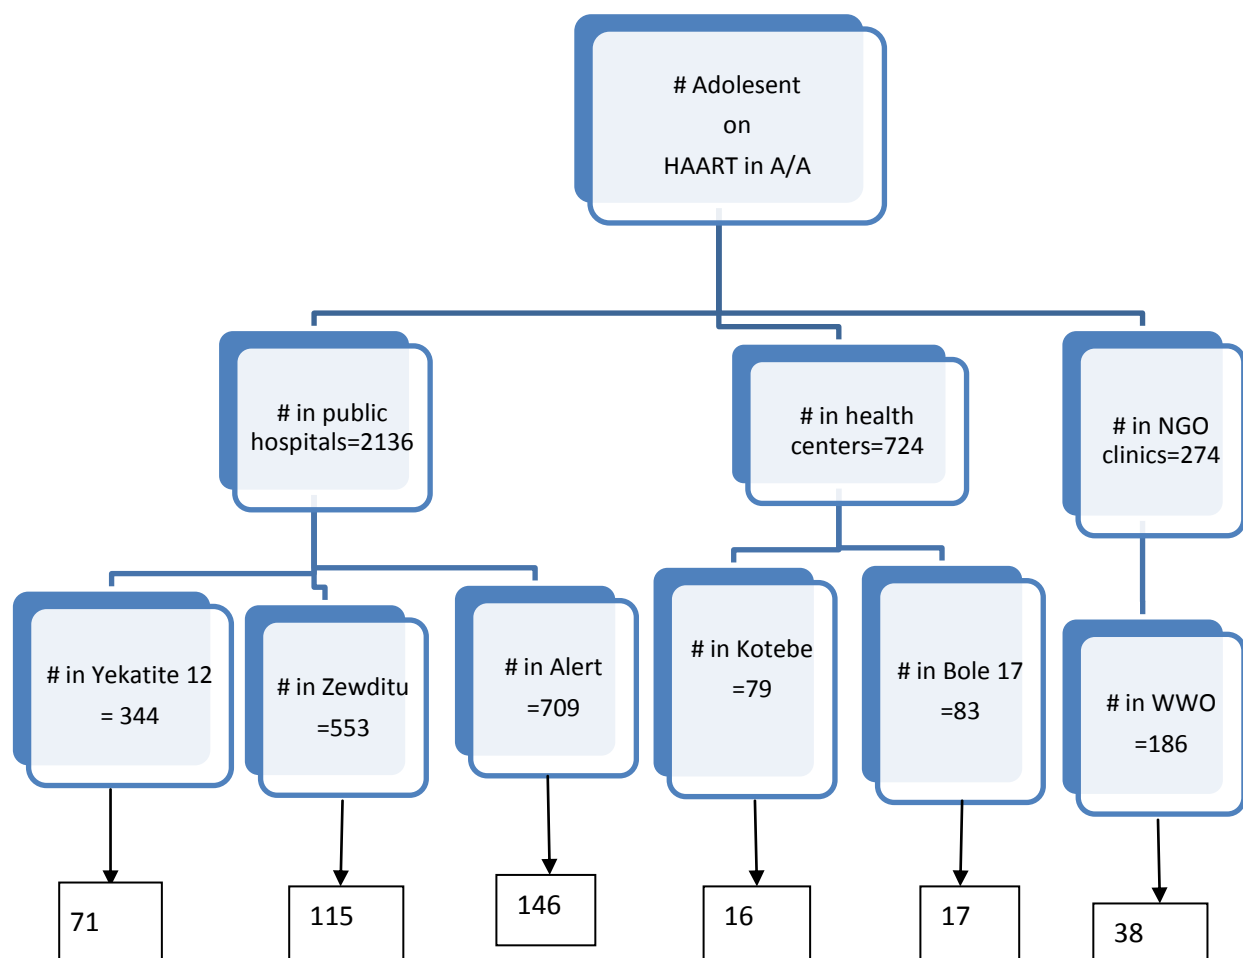 # Adolesent
on
HAART in A/A
# in public
hospitals=2136
# in health
centers=724
# in NGO
clinics=274
# in Yekatite 12
= 344
# in Zewditu
=553
# in Alert
=709
# in Kotebe
=79
# in Bole 17
=83
# in WWO
=186
71
115
146
16
17
38